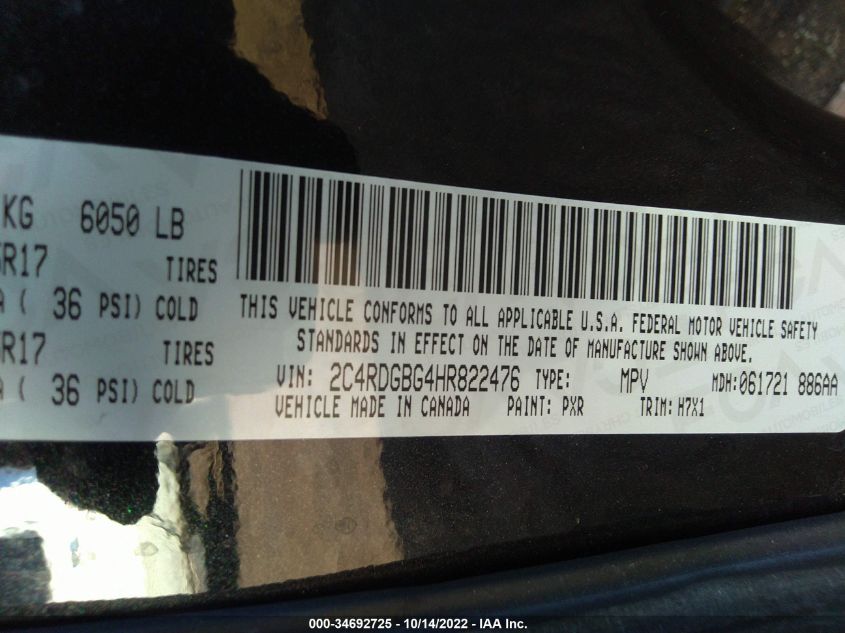 KG 6050 LB
R17 TIRES
( 36 PSI) COLD
R17 TIRES
( 36 PSI) COLD
THIS VEHICLE CONFORMS TO ALL APPLICABLE U.S.A. FEDERAL MOTOR VEHICLE SAFETY
STANDARDS IN EFFECT ON THE DATE OF MANUFACTURE SHOWN ABOVE.
VIN: 2C4RDGBG4HR822476 TYPE: MPV MDH: 061721 886AA
VEHICLE MADE IN CANADA PAINT: PXR TRIM: H7X1
000-34692725 - 10/14/2022 - IAA Inc.